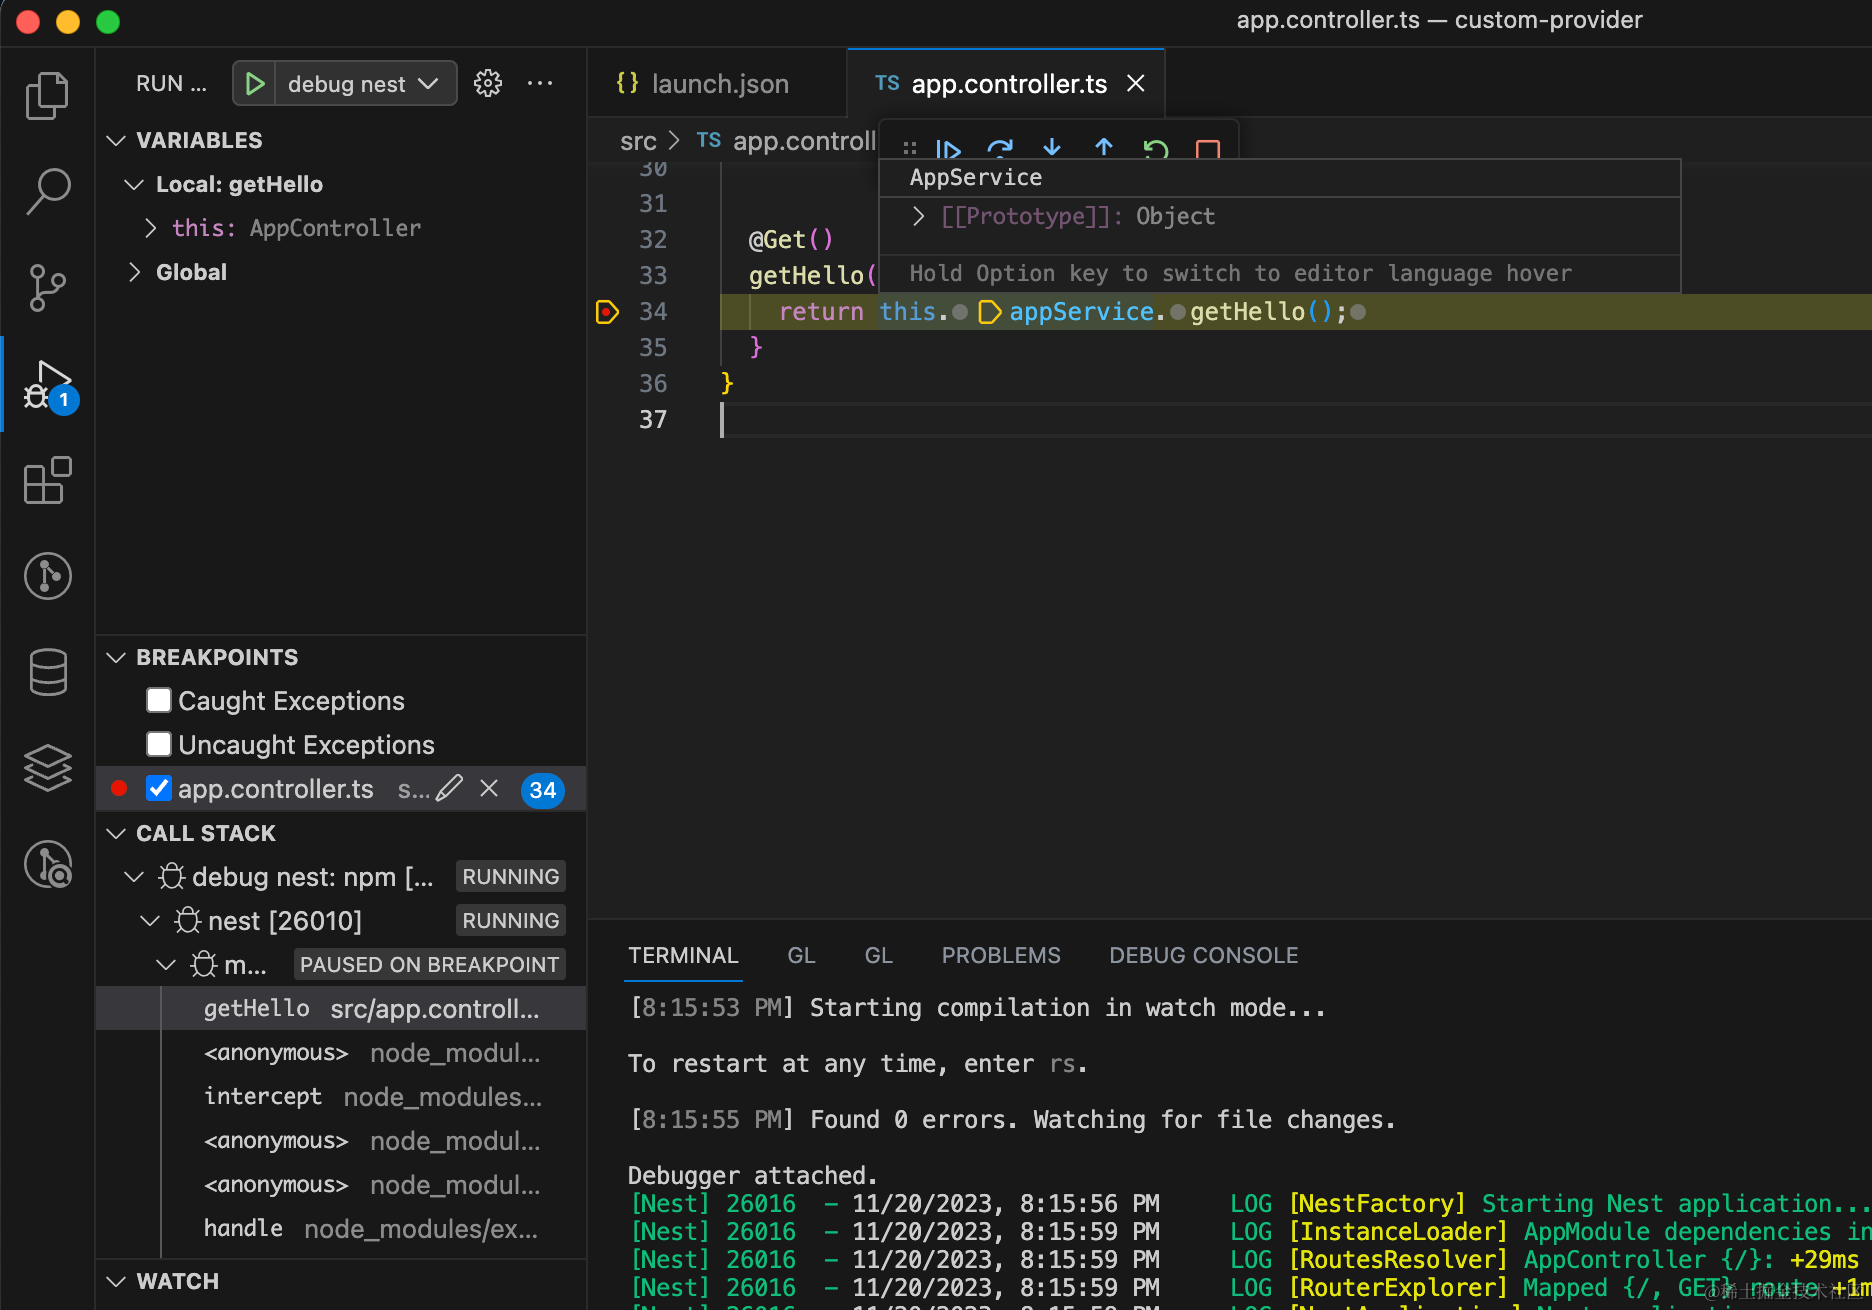 app.controller.ts — custom-provider
RUN ...
debug nest
VARIABLES
Local: getHello
this: AppController
Global
BREAKPOINTS
Caught Exceptions
Uncaught Exceptions
app.controller.ts s... 34
CALL STACK
debug nest: npm [... RUNNING
nest [26010] RUNNING
m... PAUSED ON BREAKPOINT
getHello src/app.controll...
<anonymous> node_modul...
intercept node_modules...
<anonymous> node_modul...
<anonymous> node_modul...
handle node_modules/ex...
WATCH
1
{} launch.json
TS app.controller.ts
src > TS app.controll
AppService
[[Prototype]]: Object
Hold Option key to switch to editor language hover
30
31
32 @Get()
33 getHello(
34 return this.appService.getHello();
35 }
36 }
37
TERMINAL GL GL PROBLEMS DEBUG CONSOLE
[8:15:53 PM] Starting compilation in watch mode...
To restart at any time, enter rs.
[8:15:55 PM] Found 0 errors. Watching for file changes.
Debugger attached.
[Nest] 26016 - 11/20/2023, 8:15:56 PM LOG [NestFactory] Starting Nest application...
[Nest] 26016 - 11/20/2023, 8:15:59 PM LOG [InstanceLoader] AppModule dependencies in
[Nest] 26016 - 11/20/2023, 8:15:59 PM LOG [RoutesResolver] AppController {/}: +29ms
[Nest] 26016 - 11/20/2023, 8:15:59 PM LOG [RouterExplorer] Mapped {/, GET} route +1m
@稀土掘金技术社区